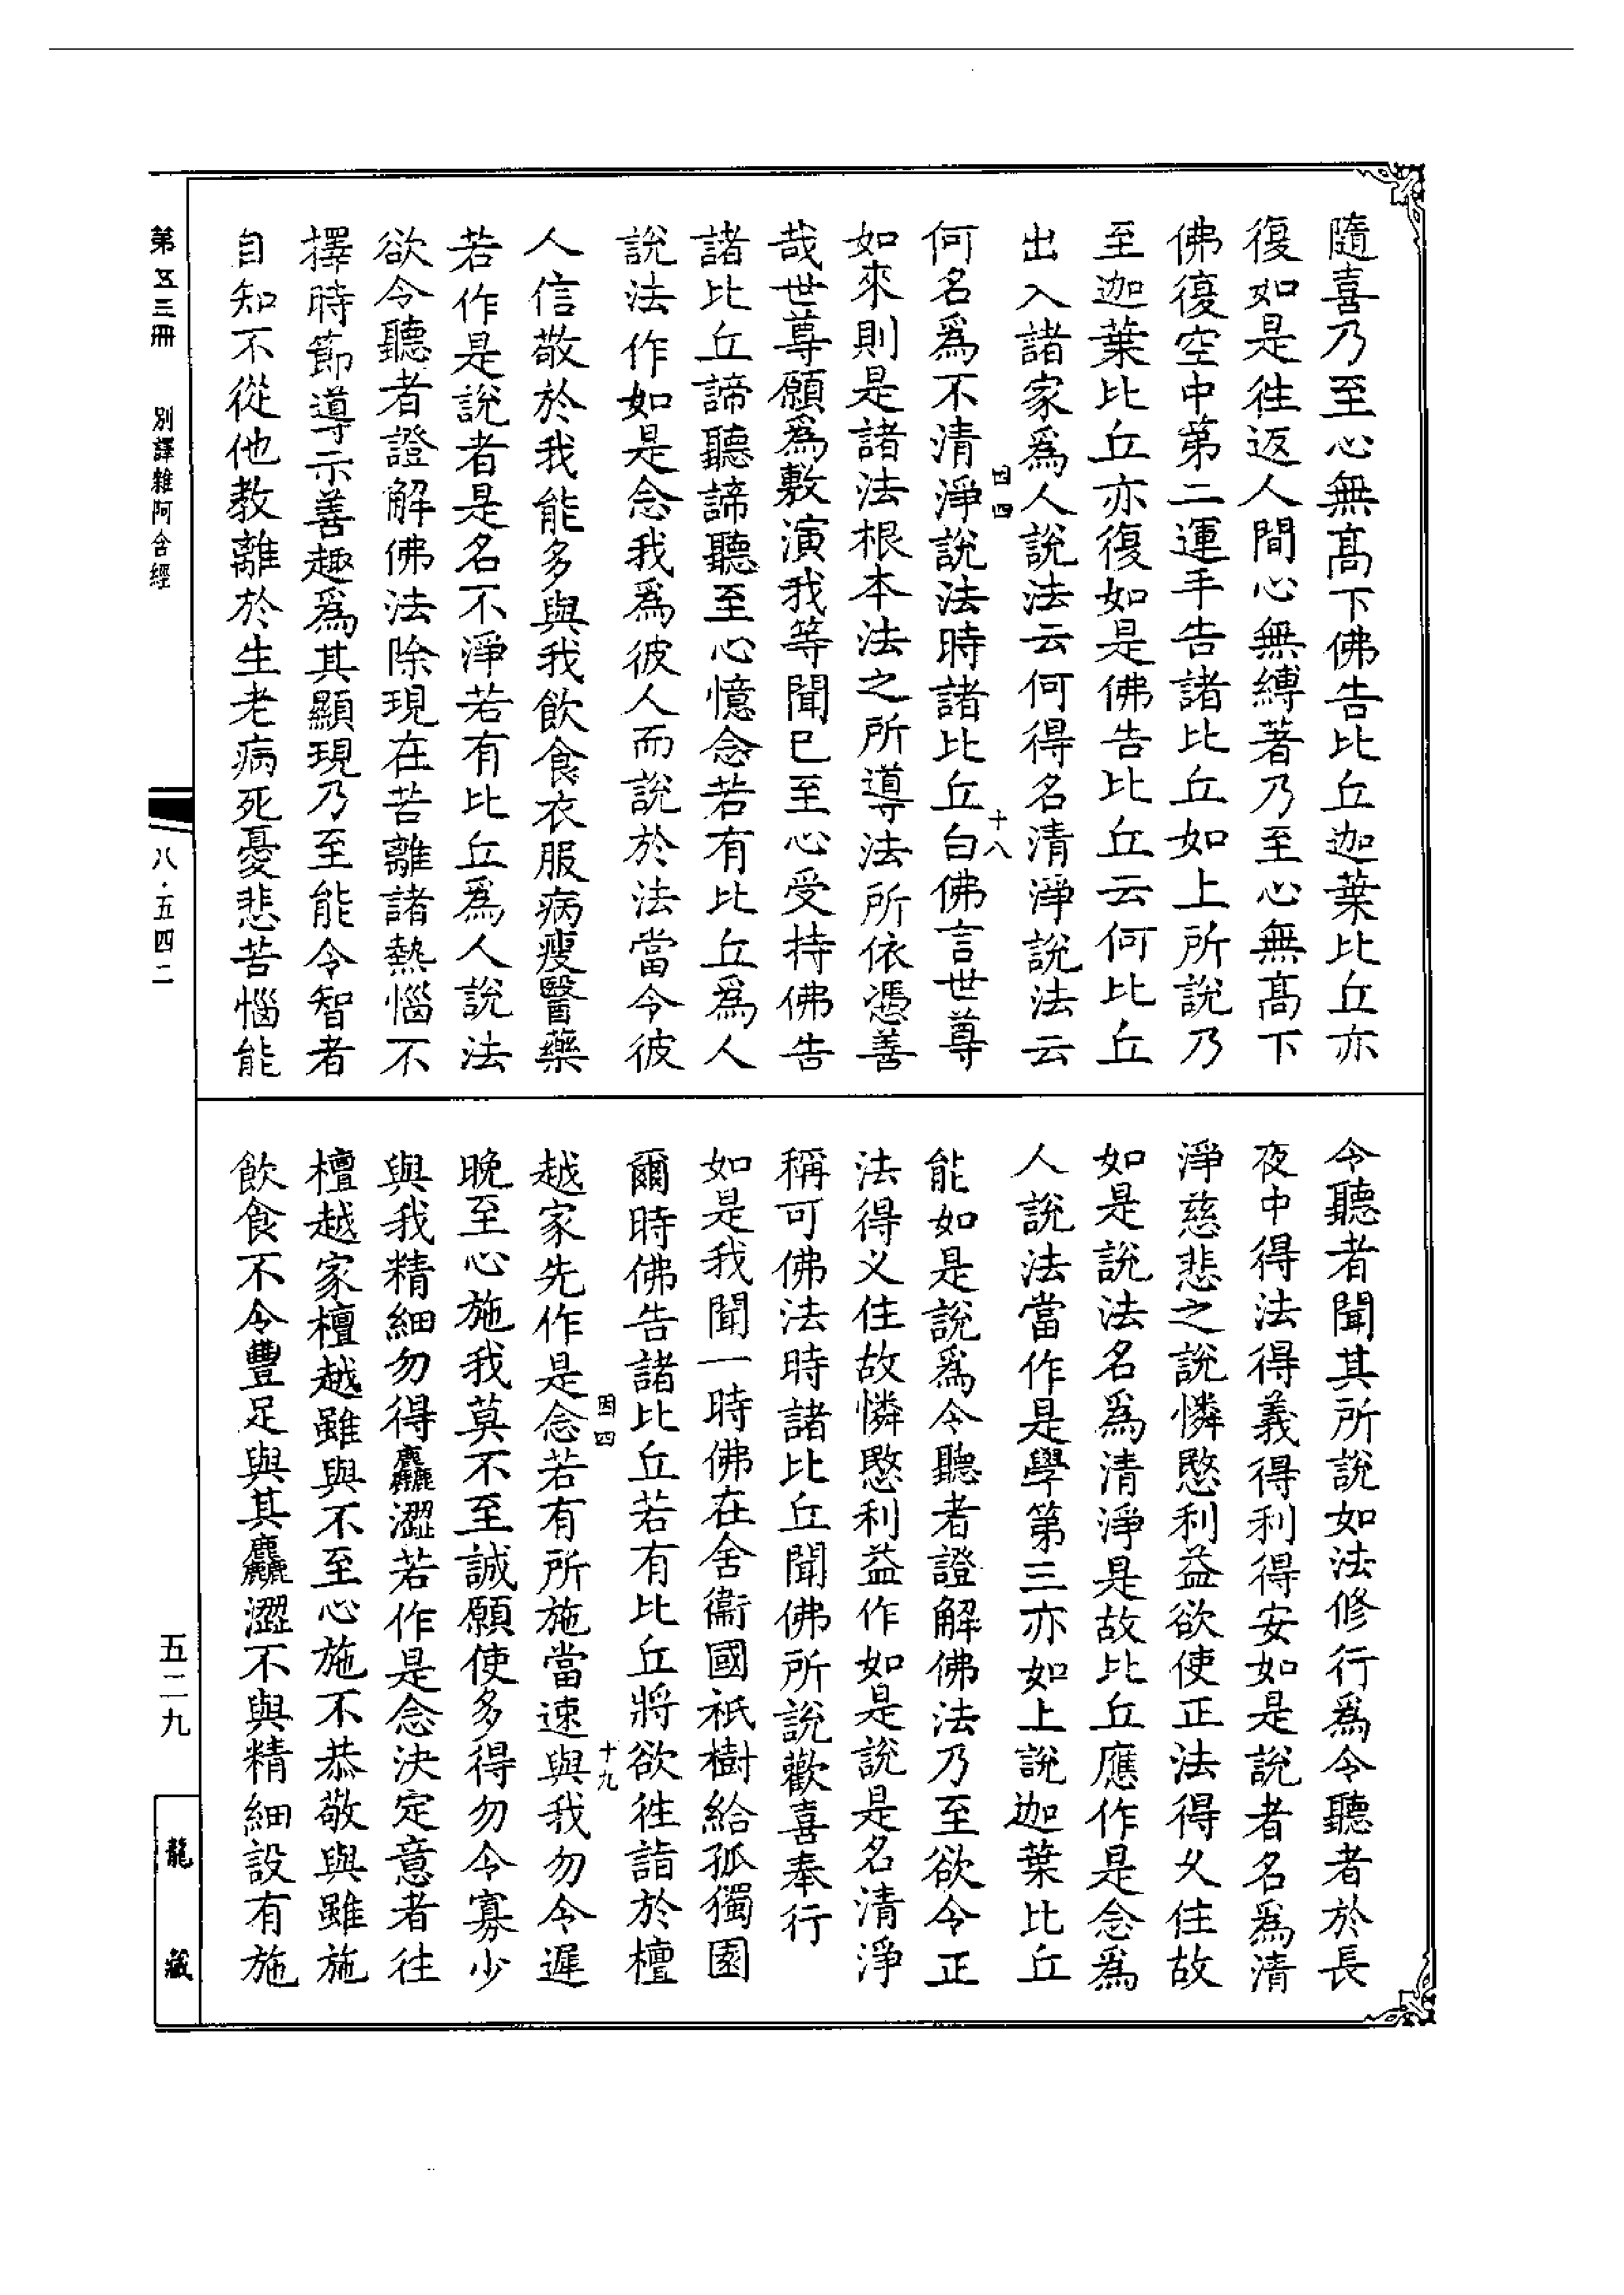 隨喜乃至心無高下佛告比丘迦葉比丘亦
復如是往返人間心無縛著乃至心無高下
佛復空中第二運手告諸比丘如上所說乃
至迦葉比丘亦復如是佛告比丘云何比丘
出入諸家為人說法云何得名清淨說法云
何名為不清淨說法時諸比丘白佛言世尊
如來則是諸法根本法之所導法所依憑善
哉世尊願為敷演我等聞已至心受持佛告
諸比丘諦聽諦聽至心憶念若有比丘為人
說法作如是念我為彼人而說於法當令彼
人信敬於我能多與我飲食衣服病瘦醫藥
若作是說者是名不淨若有比丘為人說法
欲令聽者證解佛法除現在苦離諸熱惱不
擇時節導示善趣為其顯現乃至能令智者
自知不從他教離於生老病死憂悲苦惱能
因四
十八
令聽者聞其所說如法修行為令聽者於長
夜中得法得義得利得安如是說者名為清
淨慈悲之說憐愍利益欲使正法得久住故
如是說法名為清淨是故比丘應作是念為
人說法當作是學第三亦如上說迦葉比丘
能如是說為令聽者證解佛法乃至欲令正
法得义住故憐愍利益作如是說是名清淨
稱可佛法時諸比丘聞佛所說歡喜奉行
如是我聞一時佛在舍衞國祇樹給孤獨園
爾時佛告諸比丘若有比丘將欲往詣於檀
越家先作是念若有所施當速與我勿令遲
晚至心施我莫不至誠願使多得勿令寡少
與我精細勿得麤澀若作是念決定意者往
檀越家檀越雖與不至心施不恭敬與雖施
飲食不令豐足與其麤澀不與精細設有施
因四
十九
第五三冊
別譯雜阿含經
八·五四二
五二九
龍藏